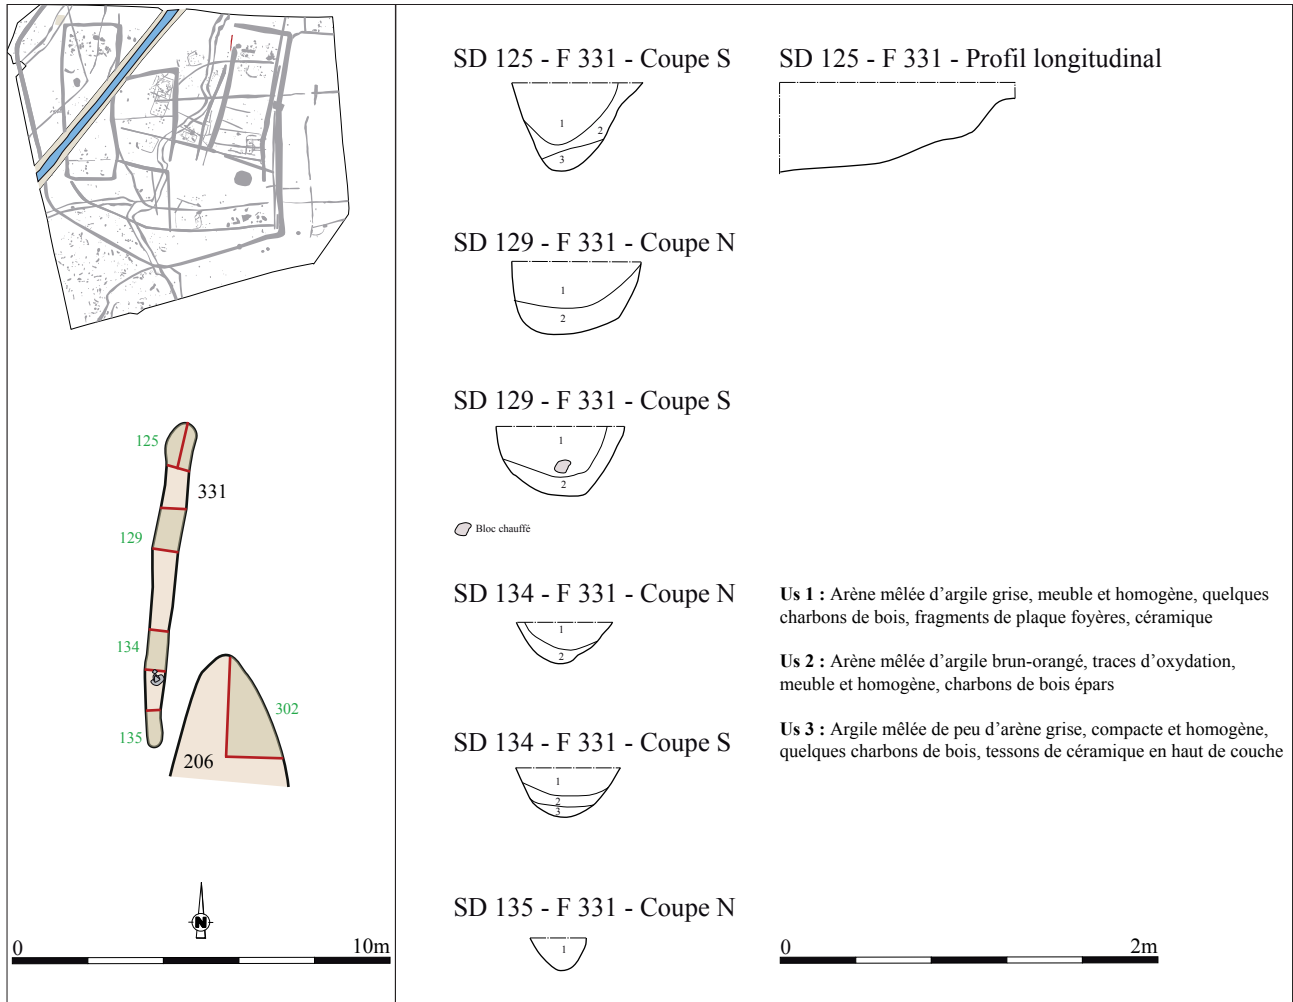 125
331
129
134
135
302
206
N
0 10m
SD 125 - F 331 - Coupe S
1
2
3
SD 125 - F 331 - Profil longitudinal
SD 129 - F 331 - Coupe N
1
2
SD 129 - F 331 - Coupe S
1
2
Bloc chauffé
SD 134 - F 331 - Coupe N
1
2
SD 134 - F 331 - Coupe S
1
2
3
SD 135 - F 331 - Coupe N
1
Us 1 : Arène mêlée d’argile grise, meuble et homogène, quelques
charbons de bois, fragments de plaque foyères, céramique
Us 2 : Arène mêlée d’argile brun-orangé, traces d’oxydation,
meuble et homogène, charbons de bois épars
Us 3 : Argile mêlée de peu d’arène grise, compacte et homogène,
quelques charbons de bois, tessons de céramique en haut de couche
0 2m